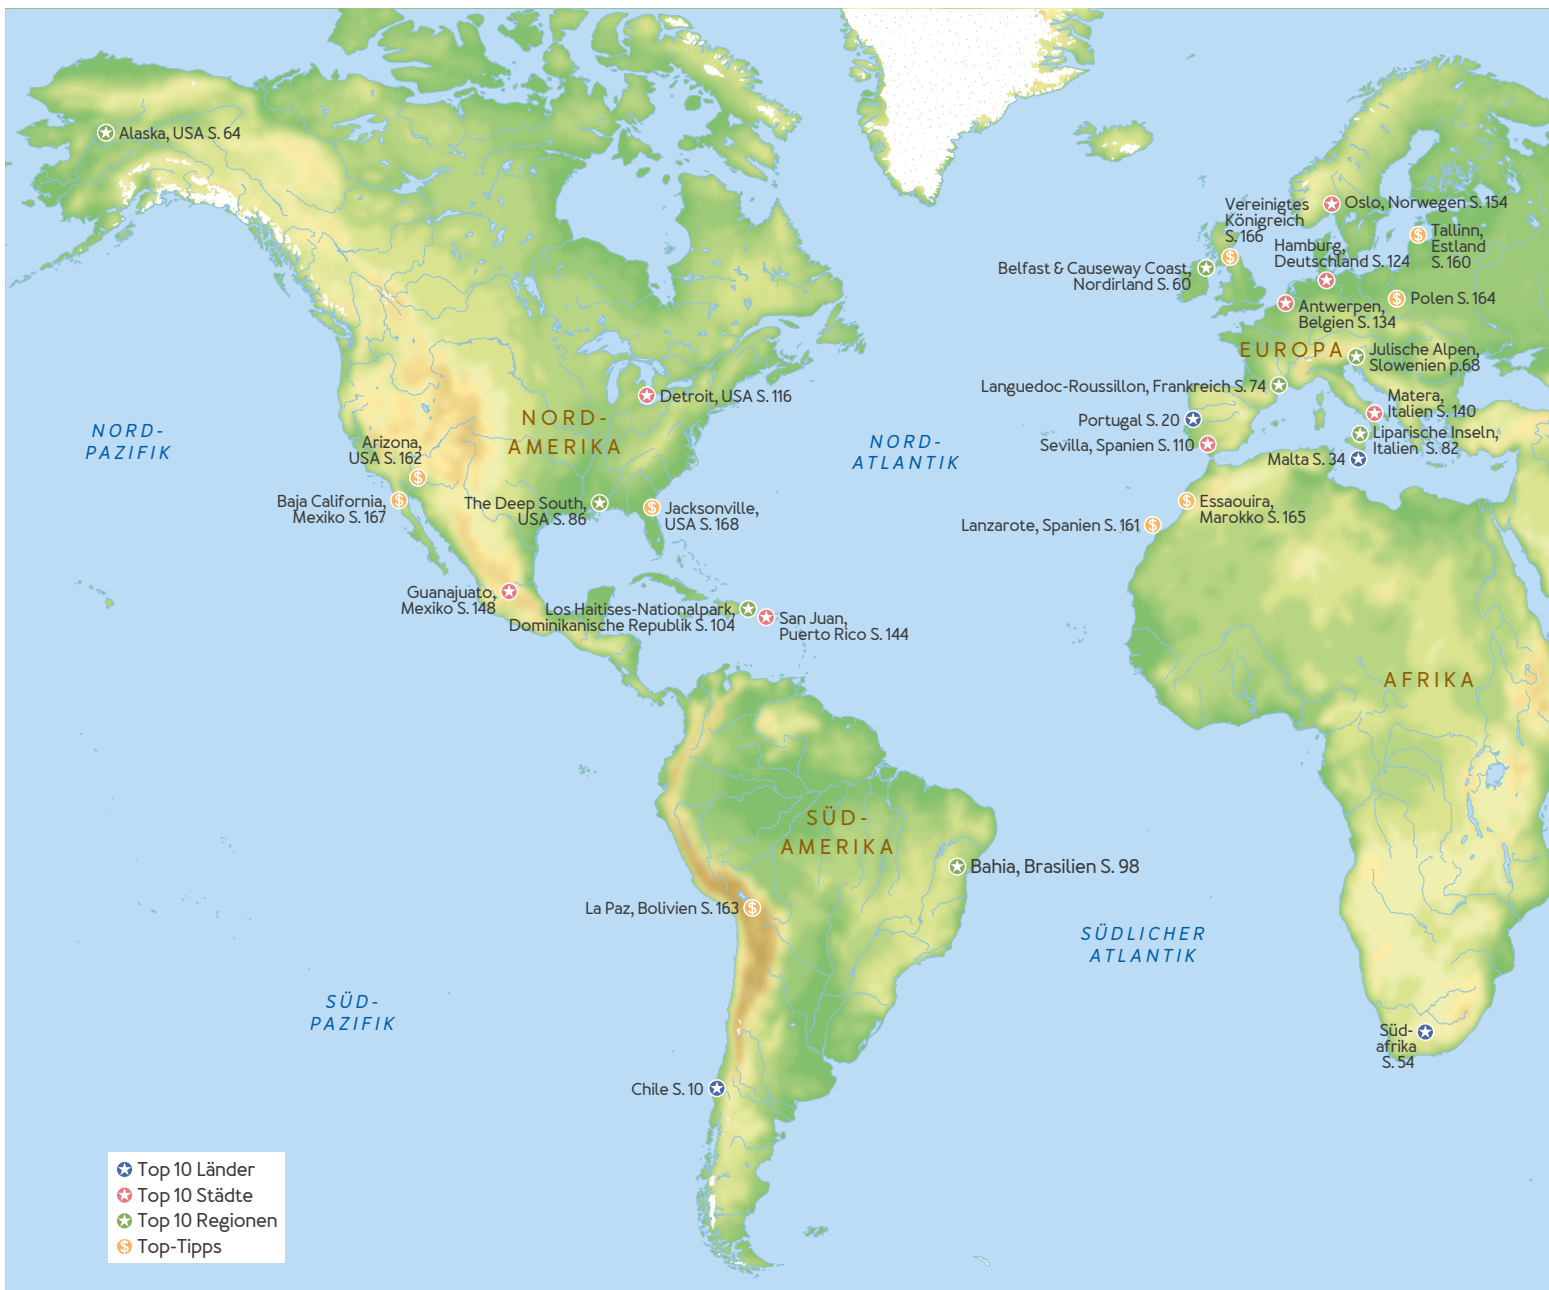 Alaska, USA S. 64
Vereinigtes
Königreich
S. 166
Oslo, Norwegen S. 154
Tallinn,
Estland
S. 160
Hamburg,
Deutschland S. 124
Belfast & Causeway Coast,
Nordirland S. 60
Polen S. 164
Antwerpen,
Belgien S. 134
EUROPA
Julische Alpen,
Slowenien p.68
Languedoc-Roussillon, Frankreich S. 74
Detroit, USA S. 116
Matera,
Italien S. 140
NORD-
AMERIKA
Portugal S. 20
NORD-
PAZIFIK
Arizona,
USA S. 162
NORD-
ATLANTIK
Sevilla, Spanien S. 110
Liparische Inseln,
Italien S. 82
Malta S. 34
Baja California,
Mexiko S. 167
The Deep South,
USA S. 86
Jacksonville,
USA S. 168
Essaouira,
Marokko S. 165
Lanzarote, Spanien S. 161
Guanajuato,
Mexiko S. 148
Los Haitises-Nationalpark,
Dominikanische Republik S. 104
San Juan,
Puerto Rico S. 144
AFRIKA
SÜD-
AMERIKA
Bahia, Brasilien S. 98
La Paz, Bolivien S. 163
SÜDLICHER
ATLANTIK
SÜD-
PAZIFIK
Süd-
afrika
S. 54
Chile S. 10
Top 10 Länder
Top 10 Städte
Top 10 Regionen
$ Top-Tipps